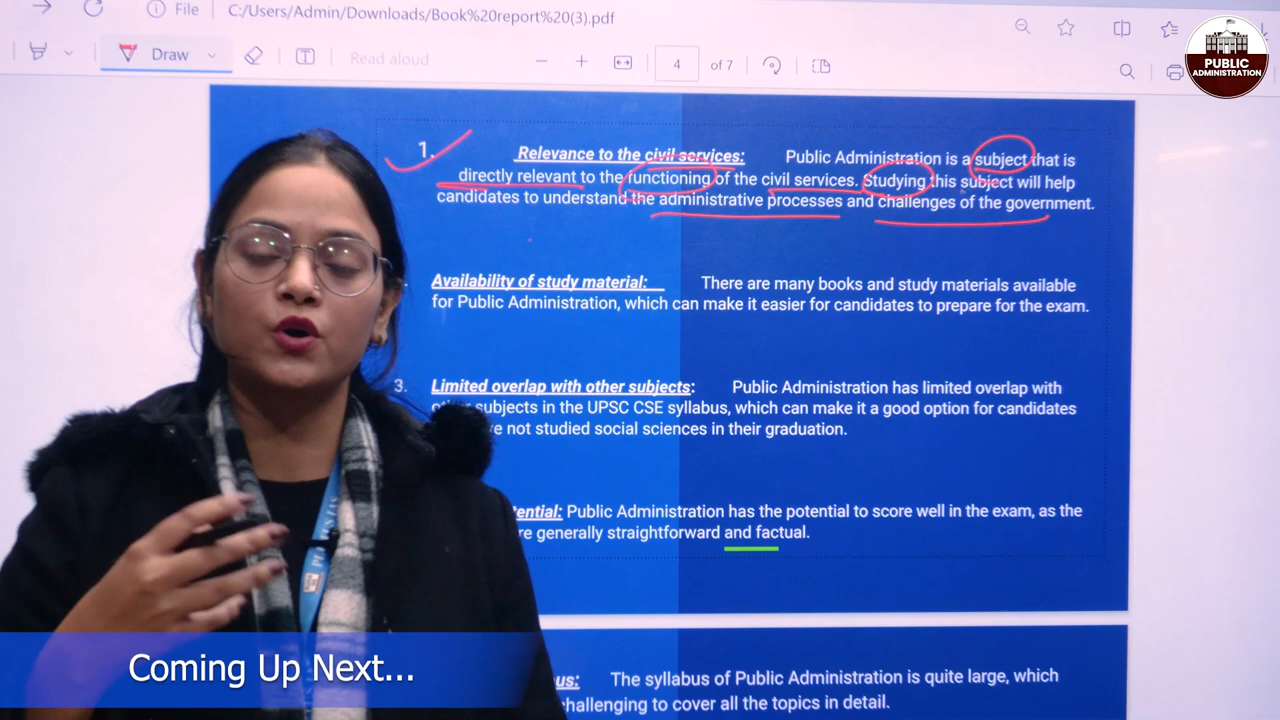 File
C:/Users/Admin/Downloads/Book%20report%20(3).pdf
Draw
Read aloud
4
of 7
PUBLIC
ADMINISTRATION
1. Relevance to the civil services: Public Administration is a subject that is
directly relevant to the functioning of the civil services. Studying this subject will help
candidates to understand the administrative processes and challenges of the government.
Availability of study material: There are many books and study materials available
for Public Administration, which can make it easier for candidates to prepare for the exam.
3. Limited overlap with other subjects: Public Administration has limited overlap with
other subjects in the UPSC CSE syllabus, which can make it a good option for candidates
not studied social sciences in their graduation.
Public Administration has the potential to score well in the exam, as the
generally straightforward and factual.
The syllabus of Public Administration is quite large, which
challenging to cover all the topics in detail.
Coming Up Next...